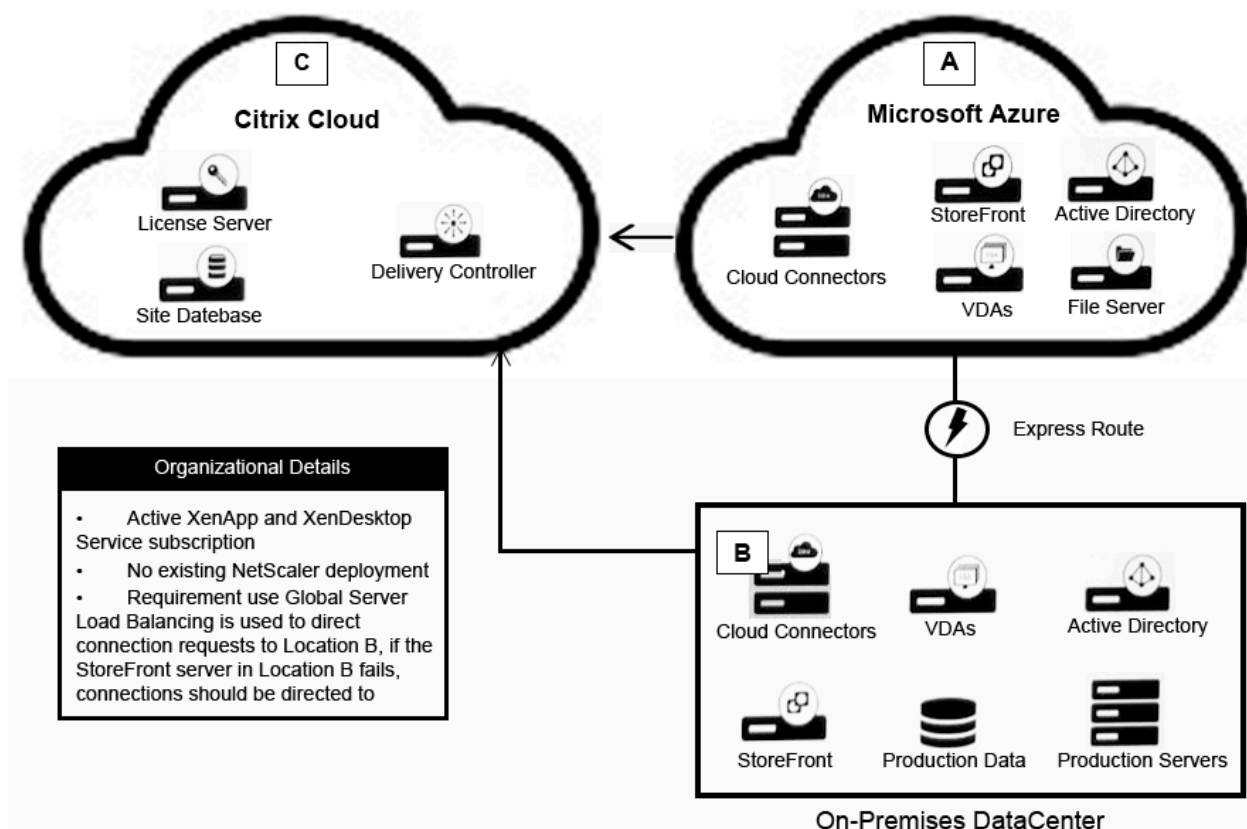 C
Citrix Cloud
License Server
Site Datebase
Delivery Controller
A
Microsoft Azure
Cloud Connectors
StoreFront
Active Directory
VDAs
File Server
Express Route
Organizational Details
• Active XenApp and XenDesktop
Service subscription
• No existing NetScaler deployment
• Requirement use Global Server
Load Balancing is used to direct
connection requests to Location B, if the
StoreFront server in Location B fails,
connections should be directed to
B
Cloud Connectors
VDAs
Active Directory
StoreFront
Production Data
Production Servers
On-Premises DataCenter